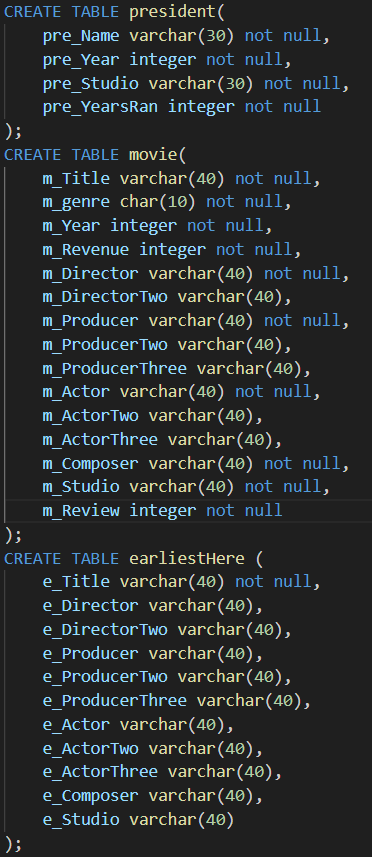 CREATE TABLE president(
    pre_Name varchar(30) not null,
    pre_Year integer not null,
    pre_Studio varchar(30) not null,
    pre_YearsRan integer not null
);
CREATE TABLE movie(
    m_Title varchar(40) not null,
    m_genre char(10) not null,
    m_Year integer not null,
    m_Revenue integer not null,
    m_Director varchar(40) not null,
    m_DirectorTwo varchar(40),
    m_Producer varchar(40) not null,
    m_ProducerTwo varchar(40),
    m_ProducerThree varchar(40),
    m_Actor varchar(40) not null,
    m_ActorTwo varchar(40),
    m_ActorThree varchar(40),
    m_Composer varchar(40) not null,
    m_Studio varchar(40) not null,
    m_Review integer not null
);
CREATE TABLE earliestHere (
    e_Title varchar(40) not null,
    e_Director varchar(40),
    e_DirectorTwo varchar(40),
    e_Producer varchar(40),
    e_ProducerTwo varchar(40),
    e_ProducerThree varchar(40),
    e_Actor varchar(40),
    e_ActorTwo varchar(40),
    e_ActorThree varchar(40),
    e_Composer varchar(40),
    e_Studio varchar(40)
);